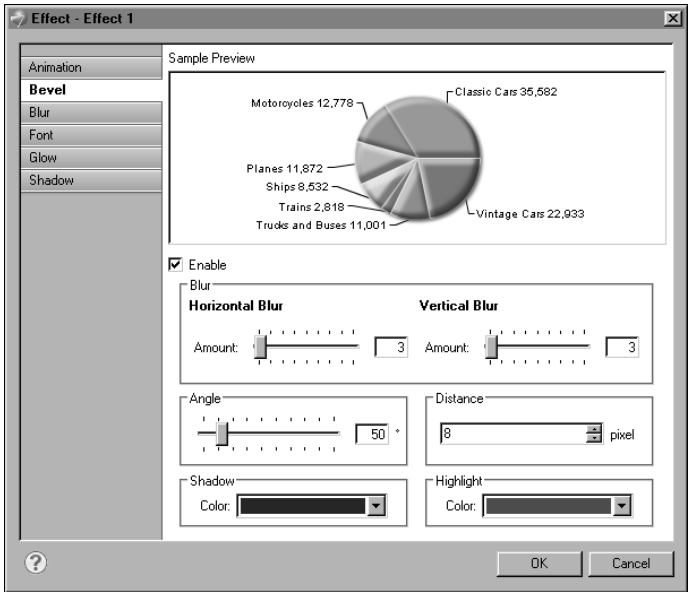 Effect - Effect 1
Animation
Bevel
Blur
Font
Glow
Shadow
Sample Preview
Classic Cars 35,582
Motorcycles 12,778
Planes 11,872
Ships 8,532
Trains 2,818
Trucks and Buses 11,001
Vintage Cars 22,933
Enable
Blur
Horizontal Blur
Amount: 3
Vertical Blur
Amount: 3
Angle
50 °
Distance
8 pixel
Shadow
Color:
Highlight
Color:
?
OK
Cancel